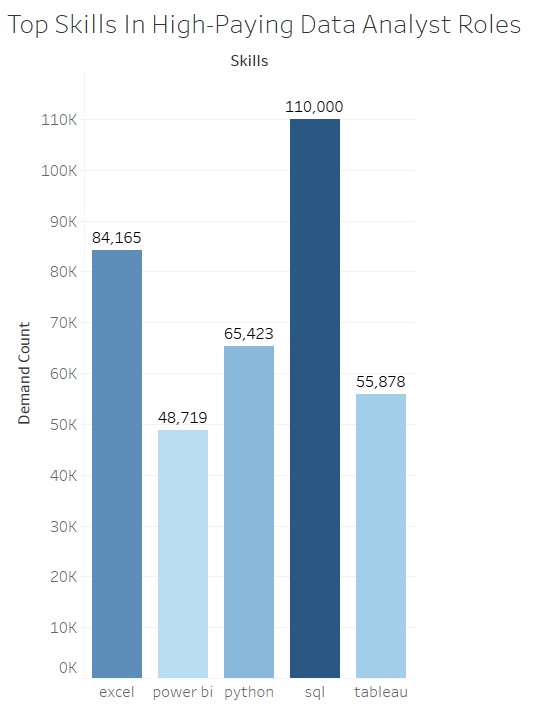 Top Skills In High-Paying Data Analyst Roles
Skills
110,000
110K
100K
90K
84,165
80K
70K
65,423
60K
55,878
50K
48,719
40K
30K
20K
10K
0K
Demand Count
excel power bi python sql tableau